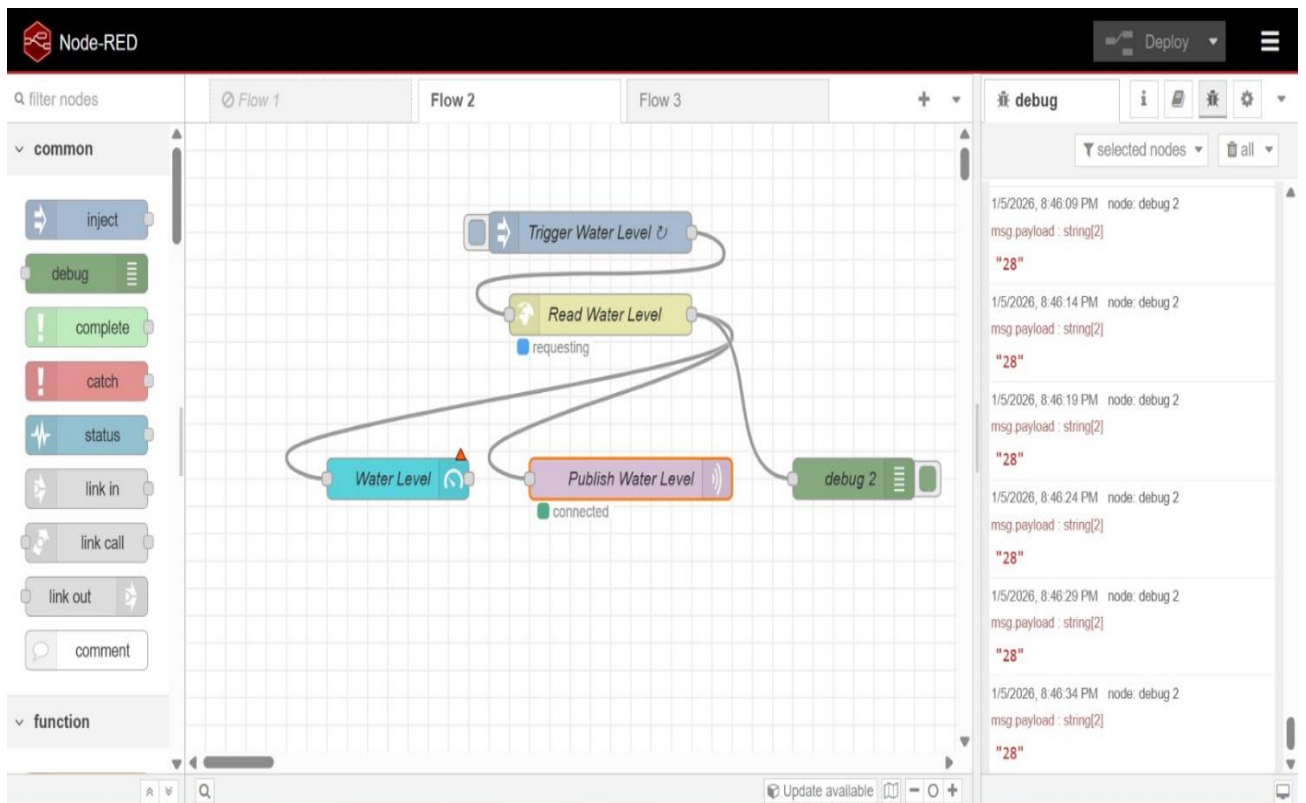 Node-RED
Deploy
filter nodes
common
inject
debug
complete
catch
status
link in
link call
link out
comment
function
Flow 1
Flow 2
Flow 3
Trigger Water Level ↻
Read Water Level
requesting
Water Level
Publish Water Level
connected
debug 2
Update available
debug
selected nodes
all
1/5/2026, 8:46:09 PM node: debug 2
msg.payload : string[2]
"28"
1/5/2026, 8:46:14 PM node: debug 2
msg.payload : string[2]
"28"
1/5/2026, 8:46:19 PM node: debug 2
msg.payload : string[2]
"28"
1/5/2026, 8:46:24 PM node: debug 2
msg.payload : string[2]
"28"
1/5/2026, 8:46:29 PM node: debug 2
msg.payload : string[2]
"28"
1/5/2026, 8:46:34 PM node: debug 2
msg.payload : string[2]
"28"